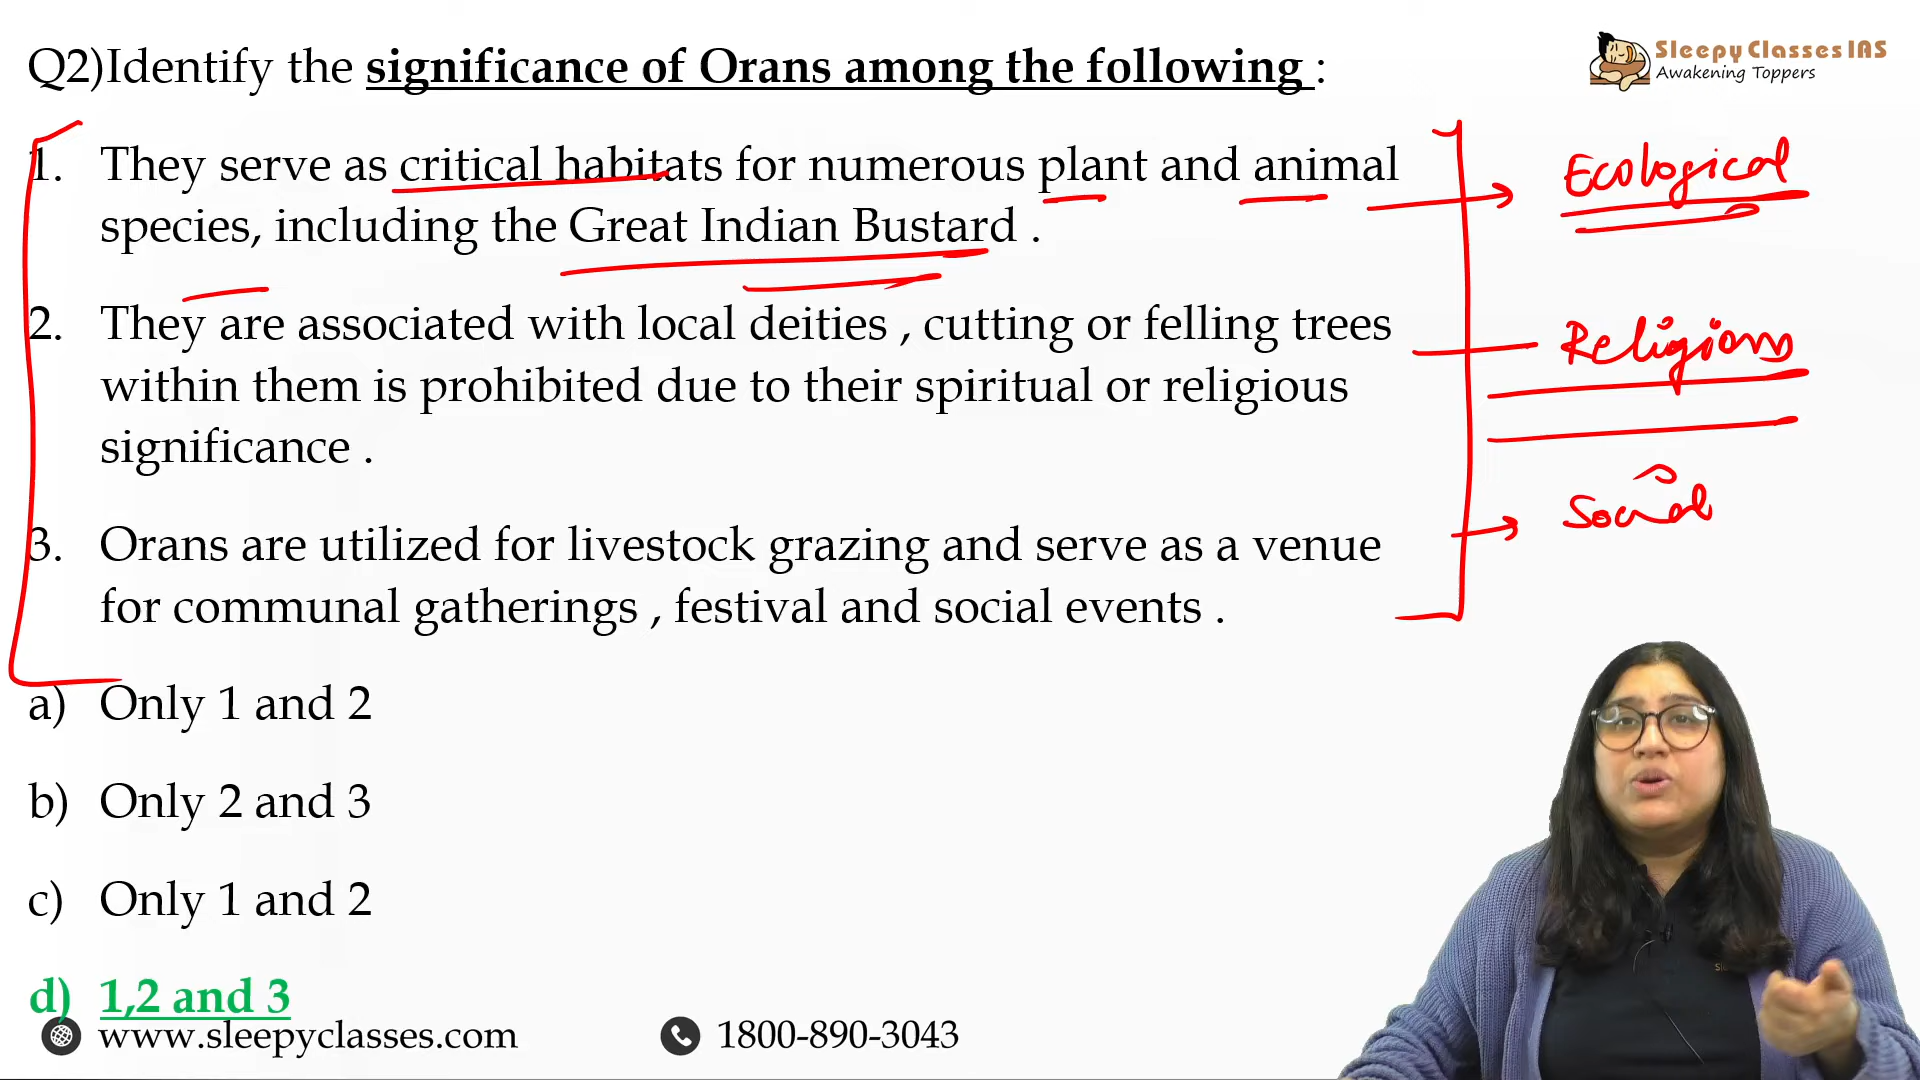 Q2)Identify the significance of Orans among the following :
Sleepy Classes IAS
Awakening Toppers
1. They serve as critical habitats for numerous plant and animal
species, including the Great Indian Bustard .
Ecological
2. They are associated with local deities , cutting or felling trees
within them is prohibited due to their spiritual or religious
significance .
Religious
3. Orans are utilized for livestock grazing and serve as a venue
for communal gatherings , festival and social events .
Social
a) Only 1 and 2
b) Only 2 and 3
c) Only 1 and 2
d) 1,2 and 3
www.sleepyclasses.com
1800-890-3043